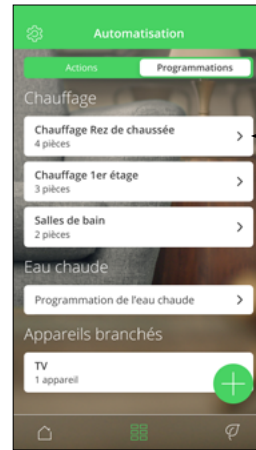 Automatisation
Actions
Programmations
Chauffage
Chauffage Rez de chaussée
4 pièces
Chauffage 1er étage
3 pièces
Salles de bain
2 pièces
Eau chaude
Programmation de l'eau chaude
Appareils branchés
TV
1 appareil